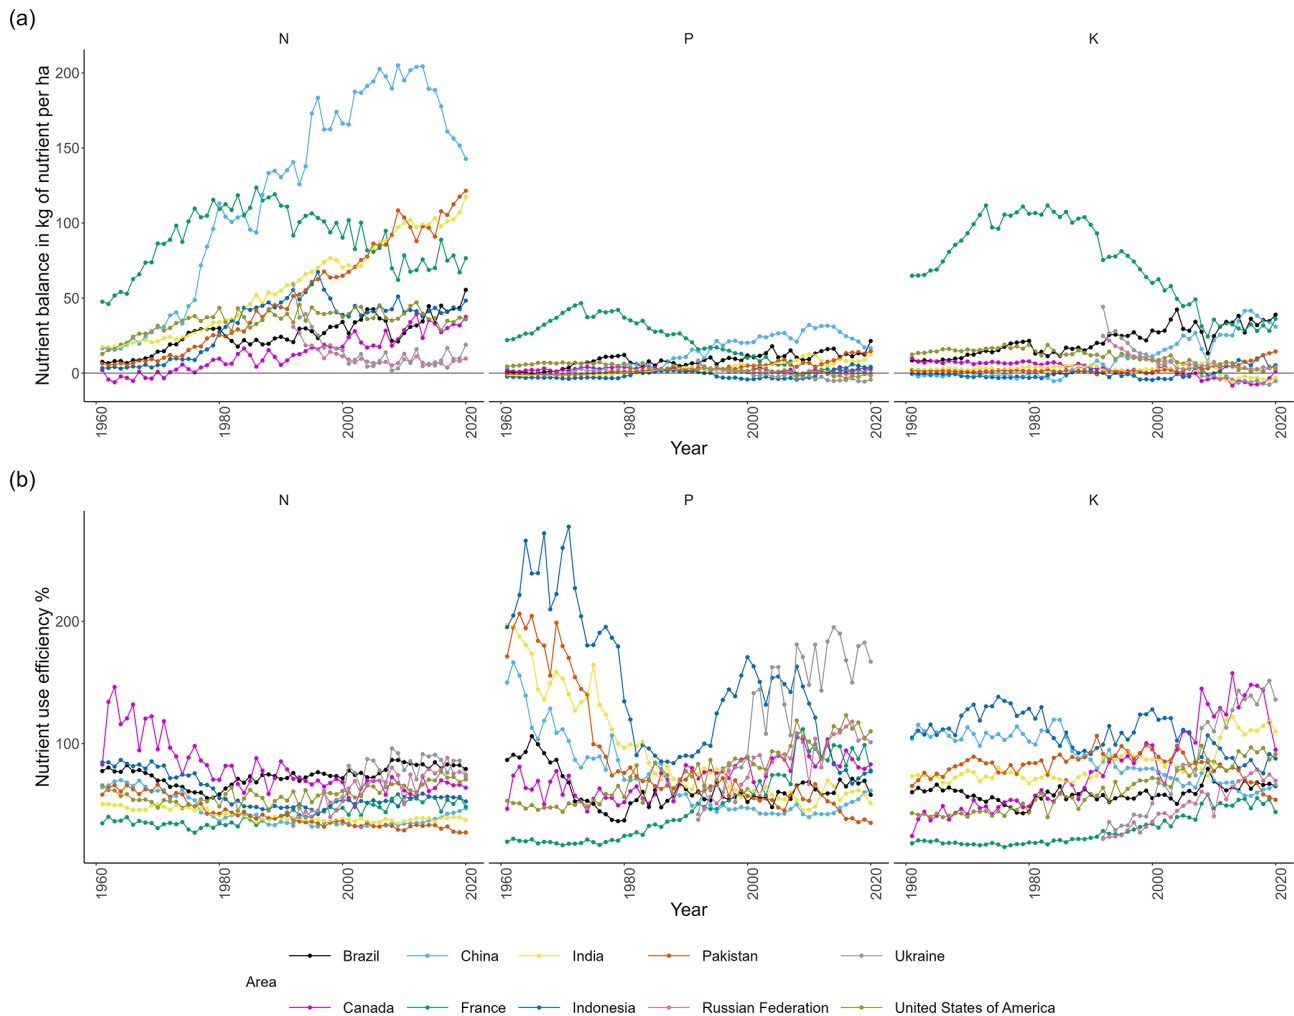 (a)
N P K
Nutrient balance in kg of nutrient per ha
200
150
100
50
0
1960 1980 2000 2020 1960 1980 2000 2020 1960 1980 2000 2020
Year
(b)
N P K
Nutrient use efficiency %
200
100
1960 1980 2000 2020 1960 1980 2000 2020 1960 1980 2000 2020
Year
Area
Brazil China India Pakistan Ukraine
Canada France Indonesia Russian Federation United States of America